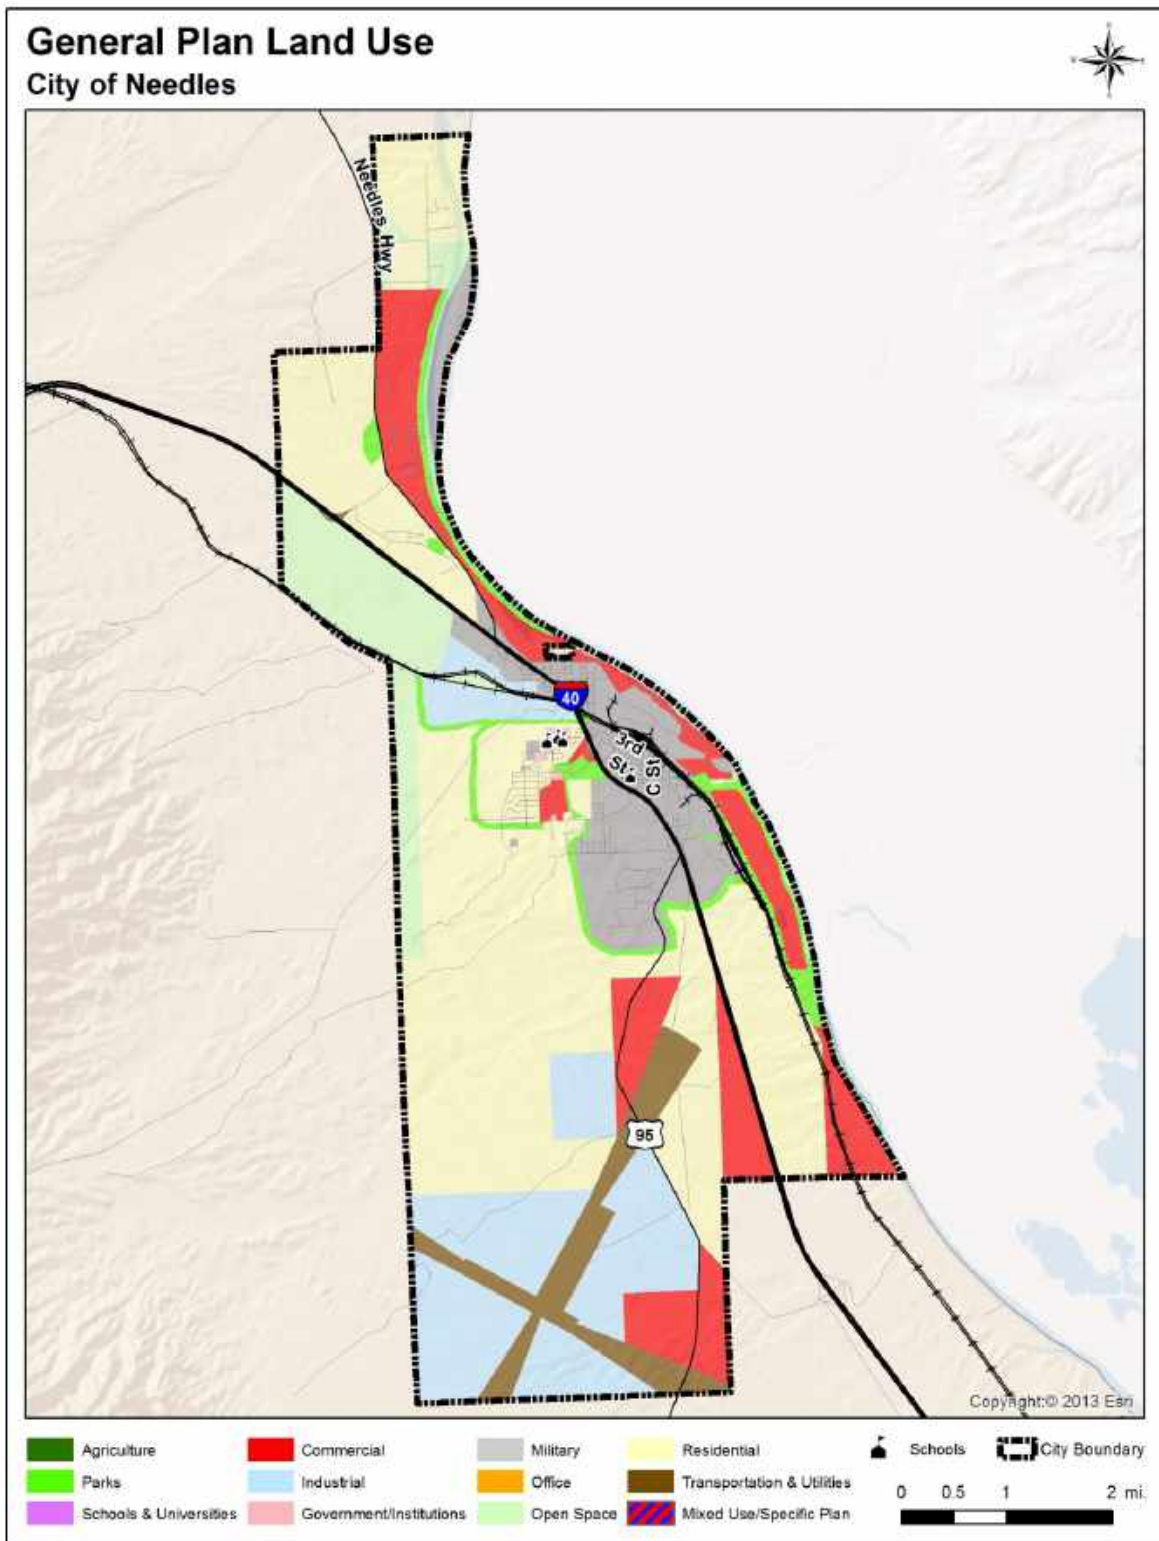 General Plan Land Use
City of Needles
Needles Hwy
40
3rd
St
C St
95
Copyright:© 2013 Esri
Agriculture Commercial Military Residential Schools City Boundary
Parks Industrial Office Transportation & Utilities 0 0.5 1 2 mi.
Schools & Universities Government/Institutions Open Space Mixed Use/Specific Plan